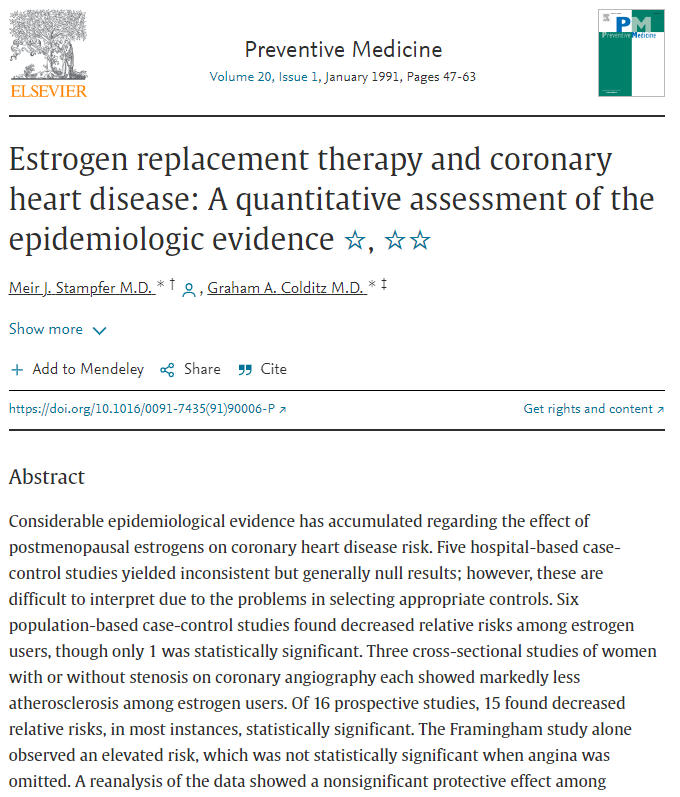 ELSEVIER
Preventive Medicine
Volume 20, Issue 1, January 1991, Pages 47-63
PM
Preventive Medicine
Estrogen replacement therapy and coronary
heart disease: A quantitative assessment of the
epidemiologic evidence ☆, ☆☆
Meir J. Stampfer M.D. * †, Graham A. Colditz M.D. * ‡
Show more
Add to Mendeley Share Cite
https://doi.org/10.1016/0091-7435(91)90006-P ↗ Get rights and content ↗
Abstract
Considerable epidemiological evidence has accumulated regarding the effect of
postmenopausal estrogens on coronary heart disease risk. Five hospital-based case-
control studies yielded inconsistent but generally null results; however, these are
difficult to interpret due to the problems in selecting appropriate controls. Six
population-based case-control studies found decreased relative risks among estrogen
users, though only 1 was statistically significant. Three cross-sectional studies of women
with or without stenosis on coronary angiography each showed markedly less
atherosclerosis among estrogen users. Of 16 prospective studies, 15 found decreased
relative risks, in most instances, statistically significant. The Framingham study alone
observed an elevated risk, which was not statistically significant when angina was
omitted. A reanalysis of the data showed a nonsignificant protective effect among